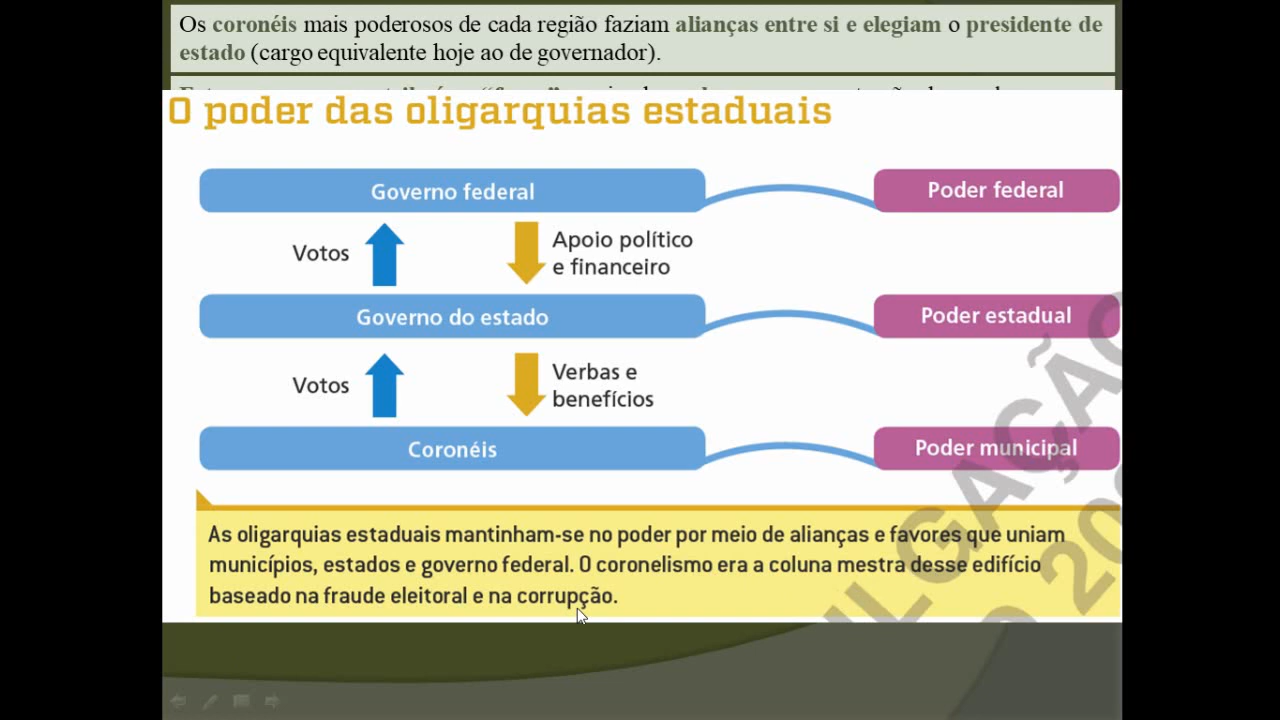 Os coronéis mais poderosos de cada região faziam alianças entre si e elegiam o presidente de
estado (cargo equivalente hoje ao de governador).
O poder das oligarquias estaduais
Governo federal
Poder federal
Votos
Apoio político
e financeiro
Governo do estado
Poder estadual
Votos
Verbas e
benefícios
Coronéis
Poder municipal
As oligarquias estaduais mantinham-se no poder por meio de alianças e favores que uniam
municípios, estados e governo federal. O coronelismo era a coluna mestra desse edifício
baseado na fraude eleitoral e na corrupção.